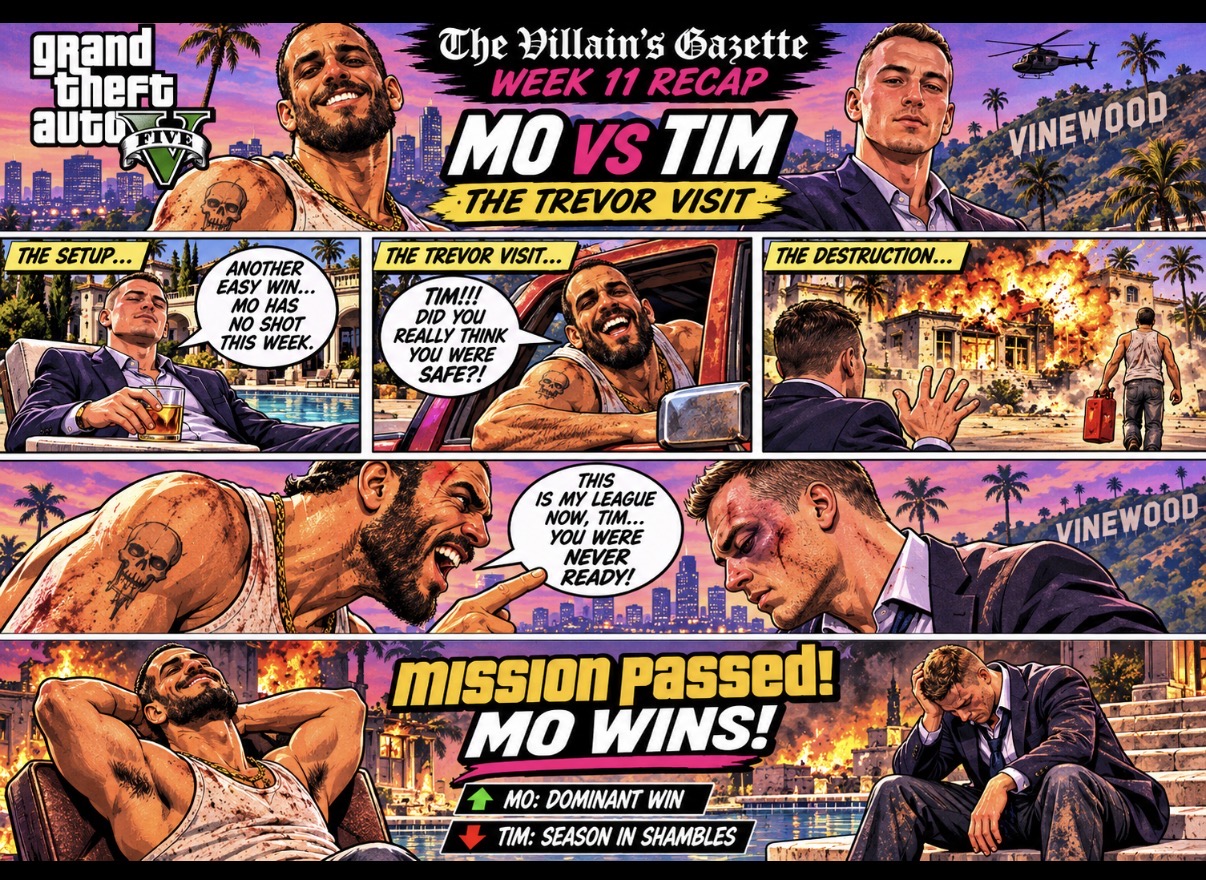 grand
theft
auto
FIVE
V
The Villain's Gazette
WEEK 11 RECAP
MO VS TIM
THE TREVOR VISIT
VINEWOOD
THE SETUP...
ANOTHER
EASY WIN...
MO HAS
NO SHOT
THIS WEEK.
THE TREVOR VISIT...
TIM!!!
DID YOU
REALLY THINK
YOU WERE
SAFE?!
THE DESTRUCTION...
THIS
IS MY LEAGUE
NOW, TIM...
YOU WERE
NEVER
READY!
VINEWOOD
mission passed!
MO WINS!
MO: DOMINANT WIN
TIM: SEASON IN SHAMBLES